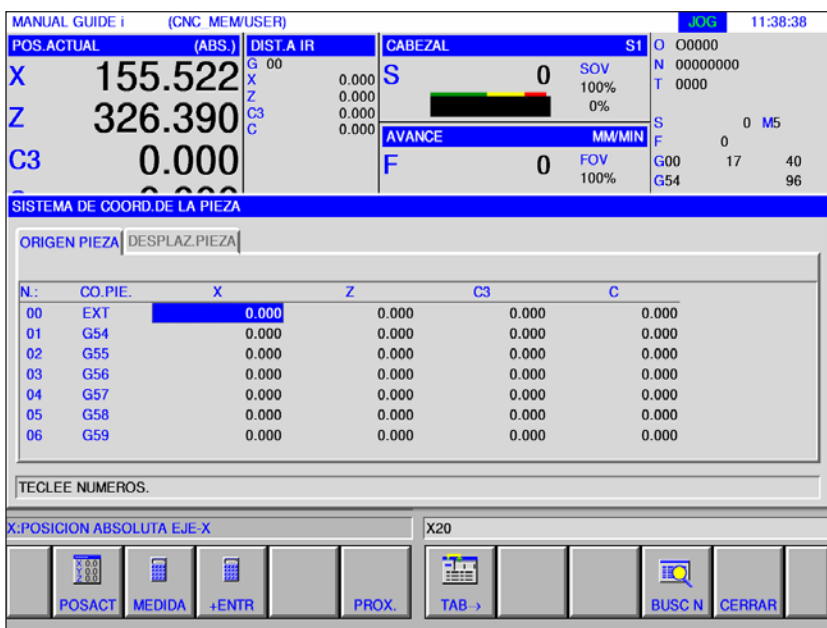 MANUAL GUIDE i (CNC_MEM/USER) JOG 11:38:38
POS.ACTUAL (ABS.) DIST.A IR CABEZAL S1 O O0000
G 00 N 00000000
X 155.522 X 0.000 S 0 SOV T 0000
Z 0.000 100%
Z 326.390 C3 0.000 0%
C 0.000 S 0 M5
AVANCE MM/MIN F 0
C3 0.000 F 0 FOV G00 17 40
100% G54 96
SISTEMA DE COORD.DE LA PIEZA
ORIGEN PIEZA DESPLAZ.PIEZA
N.: CO.PIE. X Z C3 C
00 EXT 0.000 0.000 0.000 0.000
01 G54 0.000 0.000 0.000 0.000
02 G55 0.000 0.000 0.000 0.000
03 G56 0.000 0.000 0.000 0.000
04 G57 0.000 0.000 0.000 0.000
05 G58 0.000 0.000 0.000 0.000
06 G59 0.000 0.000 0.000 0.000
TECLEE NUMEROS.
X:POSICION ABSOLUTA EJE-X X20
POSACT MEDIDA +ENTR PROX. TAB→ BUSC N CERRAR